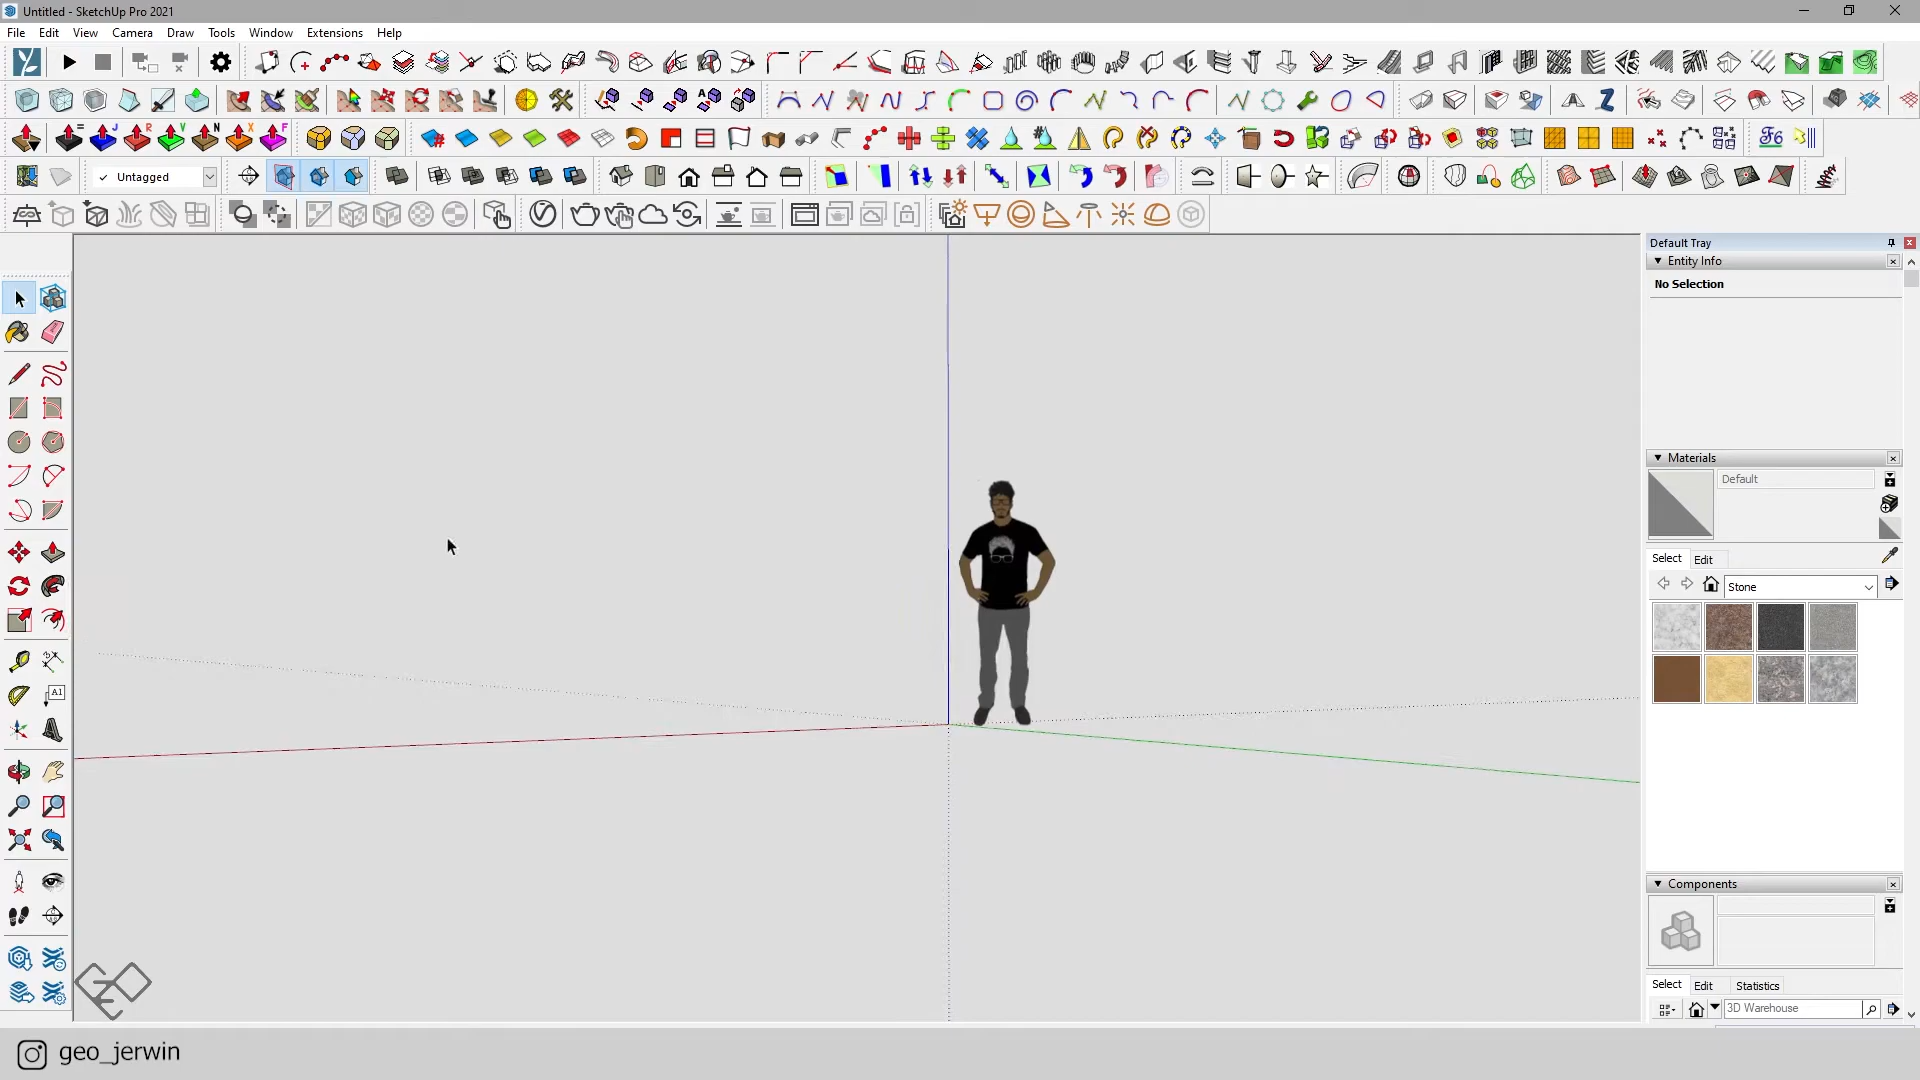 Untitled - SketchUp Pro 2021
File Edit View Camera Draw Tools Window Extensions Help
Untagged
Default Tray
Entity Info
No Selection
Materials
Default
Select Edit
Stone
Components
Select Edit Statistics
3D Warehouse
geo_jerwin